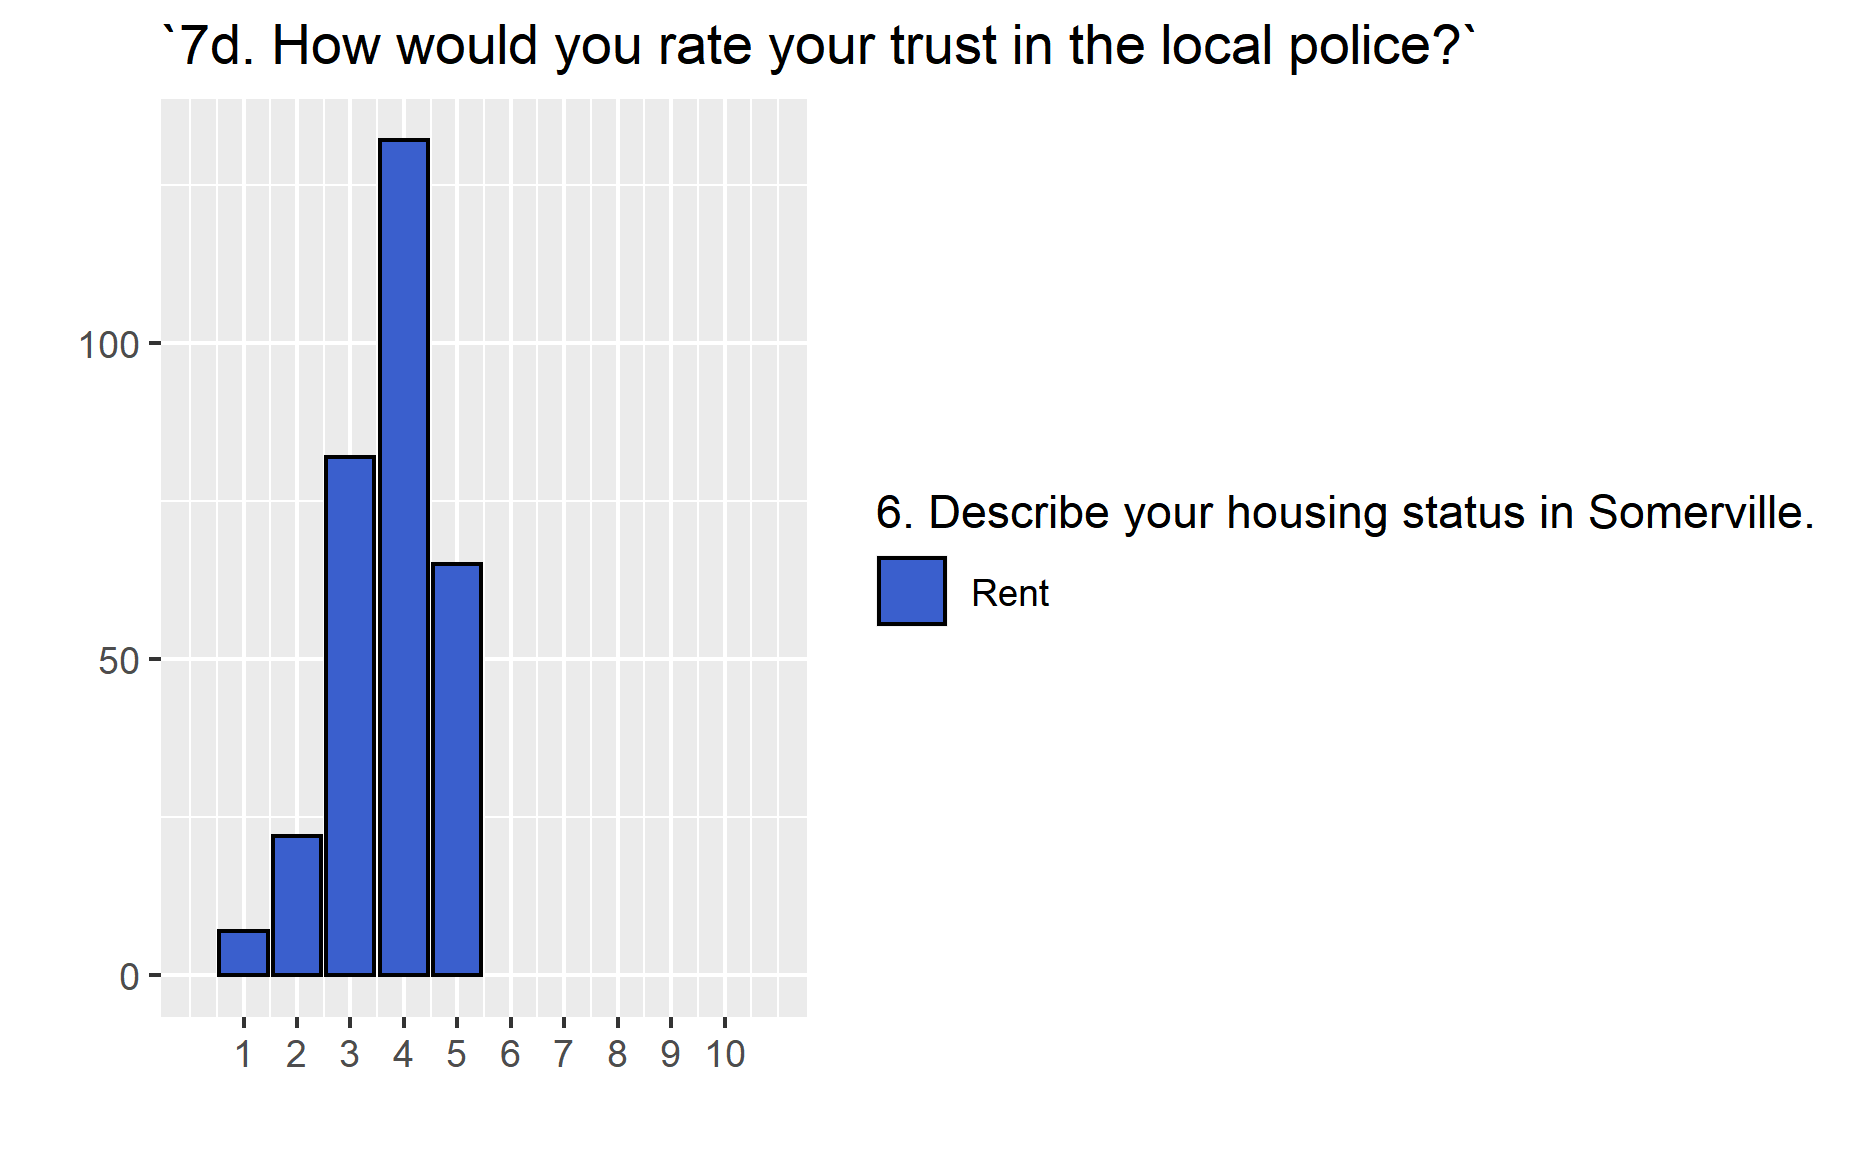 `7d. How would you rate your trust in the local police?`
100
50
0
1 2 3 4 5 6 7 8 9 10
6. Describe your housing status in Somerville.
Rent